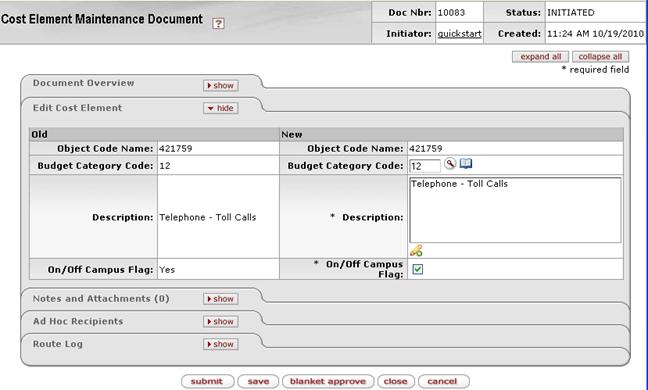 Cost Element Maintenance Document ?
Doc Nbr: 10083 Status: INITIATED
Initiator: quickstart Created: 11:24 AM 10/19/2010
expand all collapse all
* required field
Document Overview show
Edit Cost Element hide
Old New
Object Code Name: 421759 Object Code Name: 421759
Budget Category Code: 12 Budget Category Code: 12
Description: Telephone - Toll Calls * Description: Telephone - Toll Calls
On/Off Campus Flag: Yes * On/Off Campus
Flag:
Notes and Attachments (0) show
Ad Hoc Recipients show
Route Log show
submit save blanket approve close cancel